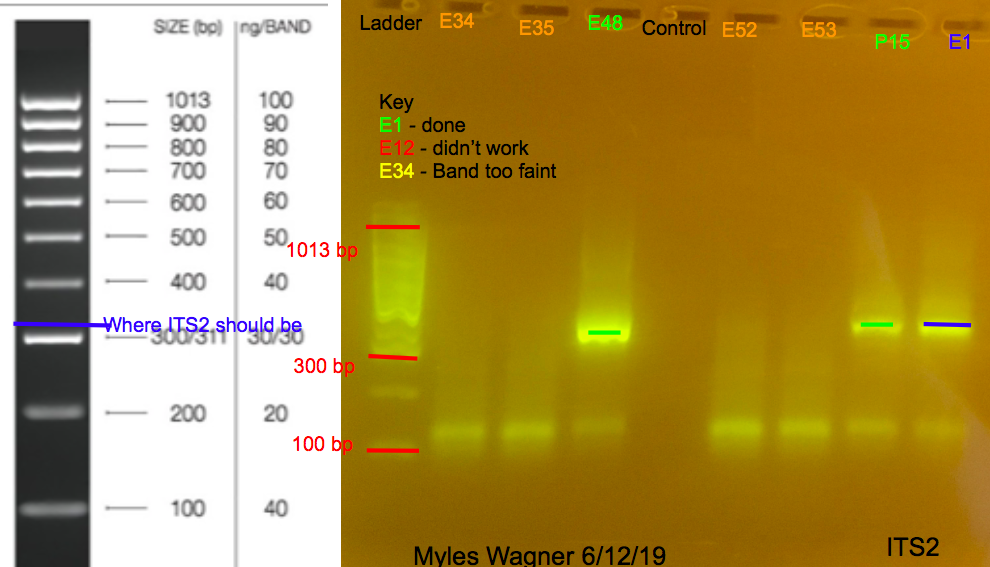 SIZE (bp) ng/BAND
1013 100
900 90
800 80
700 70
600 60
500 50
400 40
Where ITS2 should be
300/311 30/30
200 20
100 40
Ladder E34 E35 E48 Control E52 E53 P15 E1
Key
E1 - done
E12 - didn't work
E34 - Band too faint
1013 bp
300 bp
100 bp
Myles Wagner 6/12/19
ITS2